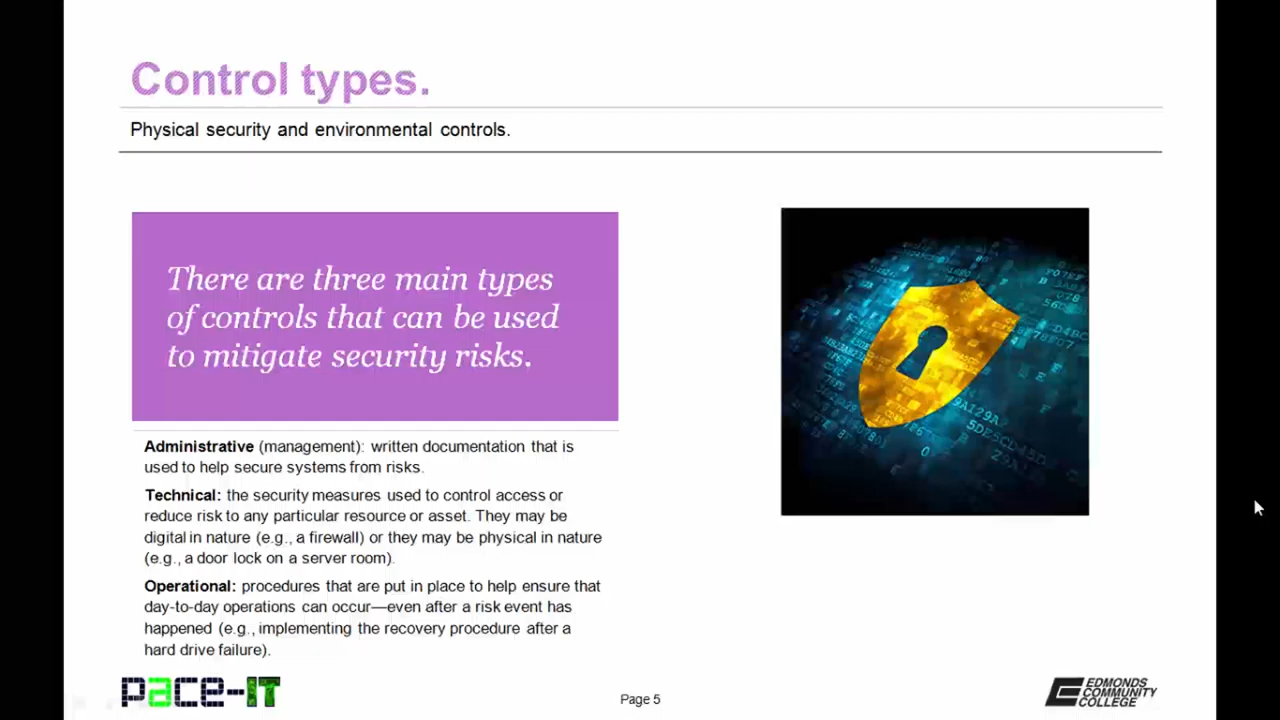 Control types.
Physical security and environmental controls.
There are three main types
of controls that can be used
to mitigate security risks.
Administrative (management): written documentation that is
used to help secure systems from risks.
Technical: the security measures used to control access or
reduce risk to any particular resource or asset. They may be
digital in nature (e.g., a firewall) or they may be physical in nature
(e.g., a door lock on a server room).
Operational: procedures that are put in place to help ensure that
day-to-day operations can occur—even after a risk event has
happened (e.g., implementing the recovery procedure after a
hard drive failure).
pace-IT
Page 5
EDMONDS
COMMUNITY
COLLEGE